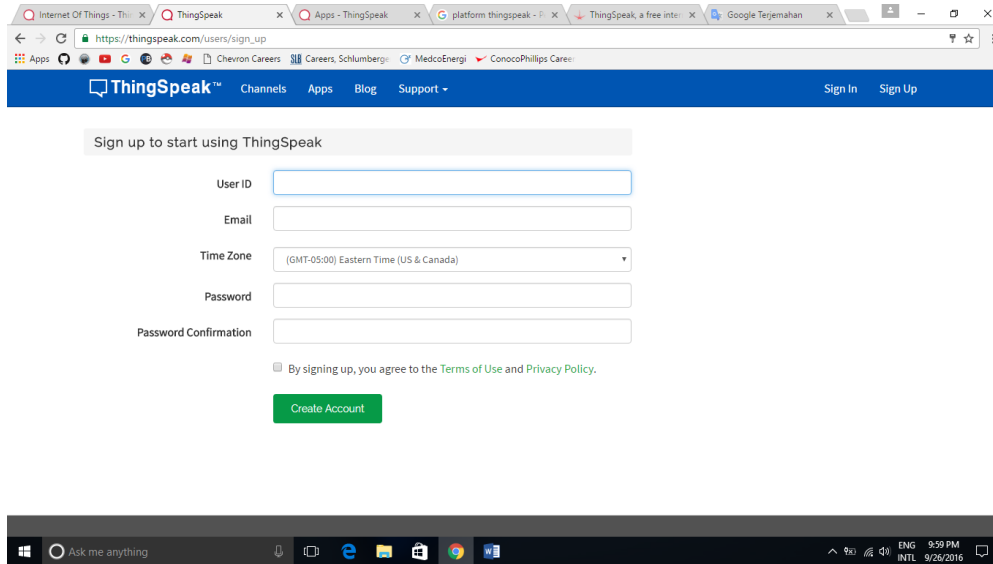 Internet Of Things - Thin
ThingSpeak
Apps - ThingSpeak
platform thingspeak - P
ThingSpeak, a free inter
Google Terjemahan
https://thingspeak.com/users/sign_up
Apps
Chevron Careers
SLB Careers, Schlumberge
MedcoEnergi
ConocoPhillips Career
ThingSpeak™ Channels Apps Blog Support Sign In Sign Up
Sign up to start using ThingSpeak
User ID
Email
Time Zone (GMT-05:00) Eastern Time (US & Canada)
Password
Password Confirmation
By signing up, you agree to the Terms of Use and Privacy Policy.
Create Account
Ask me anything
ENG 9:59 PM
INTL 9/26/2016